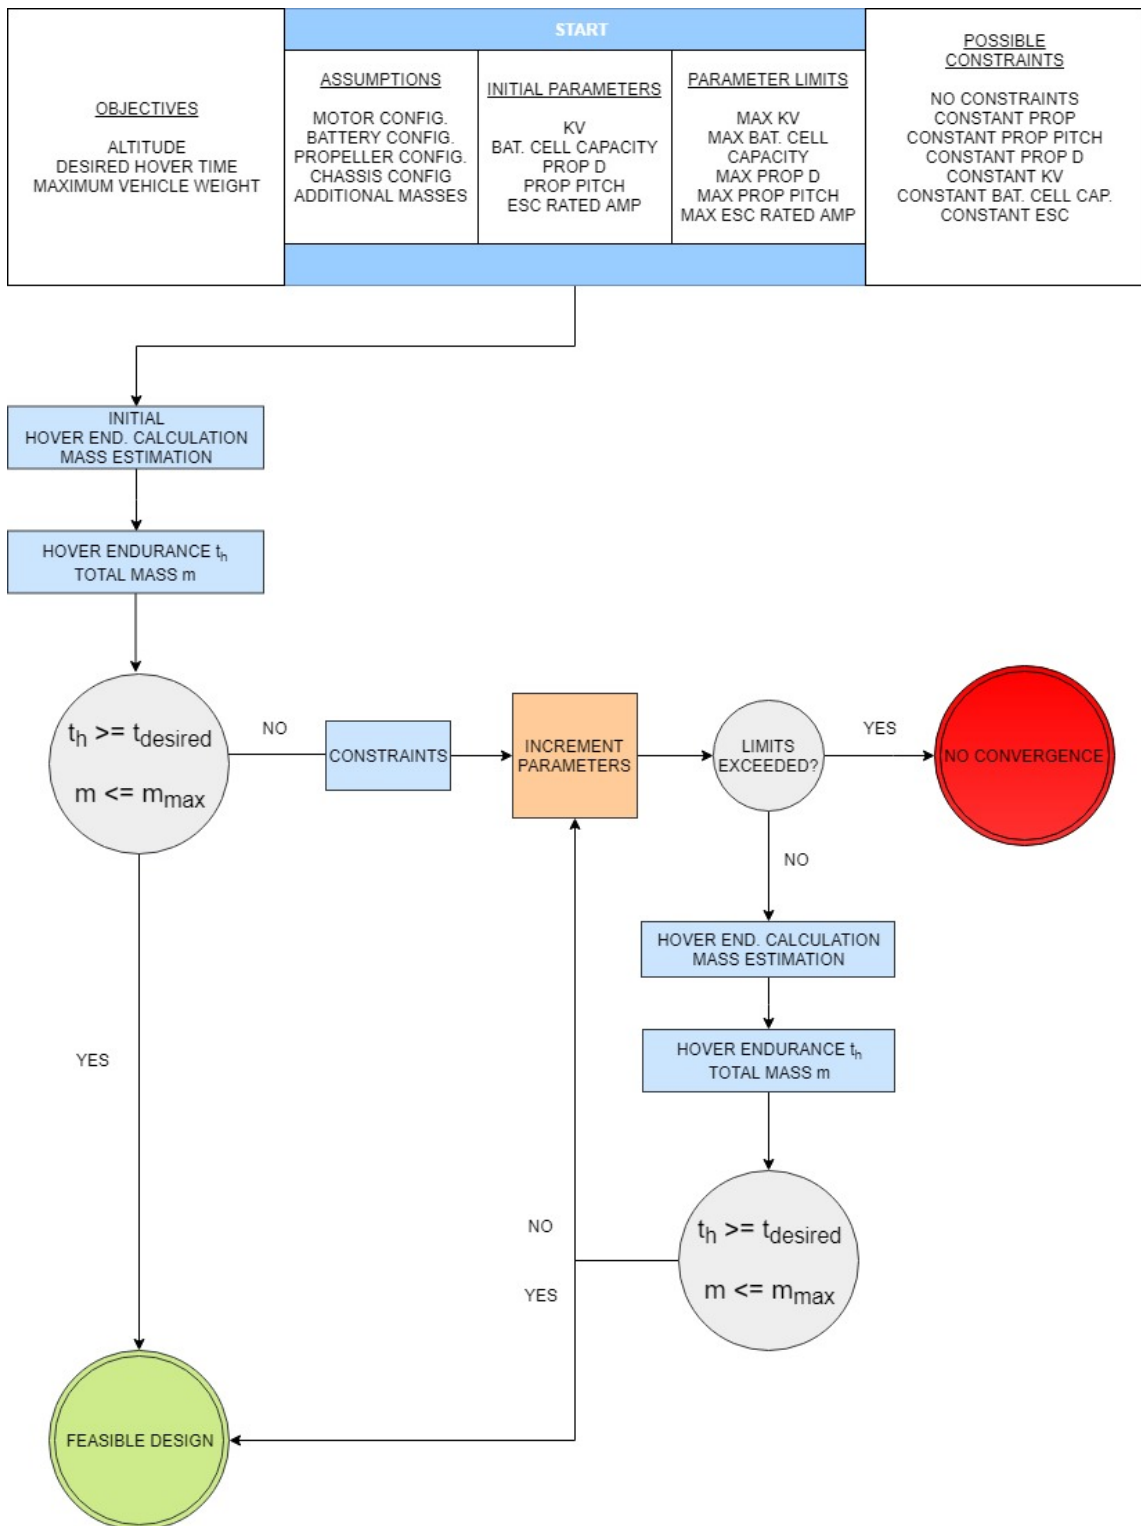 START
OBJECTIVES
ALTITUDE
DESIRED HOVER TIME
MAXIMUM VEHICLE WEIGHT
ASSUMPTIONS
MOTOR CONFIG.
BATTERY CONFIG.
PROPELLER CONFIG.
CHASSIS CONFIG
ADDITIONAL MASSES
INITIAL PARAMETERS
KV
BAT. CELL CAPACITY
PROP D
PROP PITCH
ESC RATED AMP
PARAMETER LIMITS
MAX KV
MAX BAT. CELL
CAPACITY
MAX PROP D
MAX PROP PITCH
MAX ESC RATED AMP
POSSIBLE
CONSTRAINTS
NO CONSTRAINTS
CONSTANT PROP
CONSTANT PROP PITCH
CONSTANT PROP D
CONSTANT KV
CONSTANT BAT. CELL CAP.
CONSTANT ESC
INITIAL
HOVER END. CALCULATION
MASS ESTIMATION
HOVER ENDURANCE th
TOTAL MASS m
th >= tdesired
m <= mmax
NO
CONSTRAINTS
INCREMENT
PARAMETERS
LIMITS
EXCEEDED?
YES
NO CONVERGENCE
NO
HOVER END. CALCULATION
MASS ESTIMATION
HOVER ENDURANCE th
TOTAL MASS m
th >= tdesired
m <= mmax
NO
YES
YES
FEASIBLE DESIGN